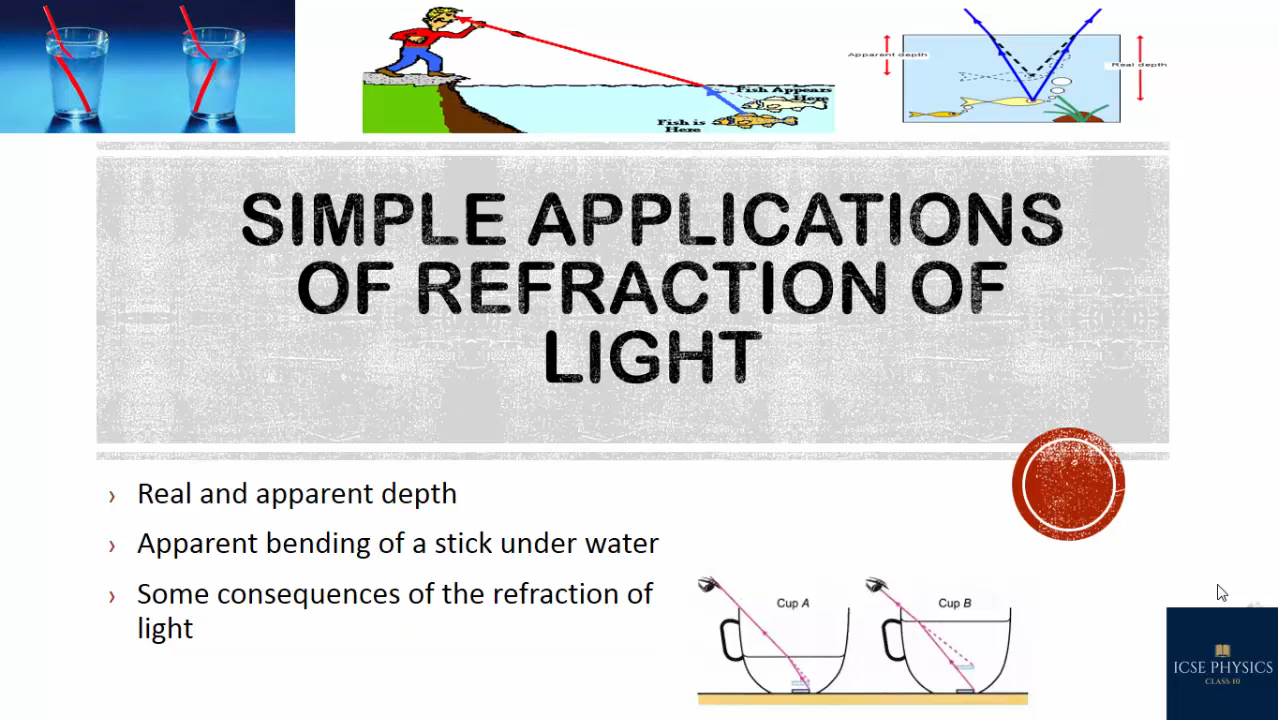 Fish Appears
Here
Fish is
Here
Apparent depth
Real depth
SIMPLE APPLICATIONS
OF REFRACTION OF
LIGHT
› Real and apparent depth
› Apparent bending of a stick under water
› Some consequences of the refraction of
light
Cup A
Cup B
ICSE PHYSICS
CLASS 10